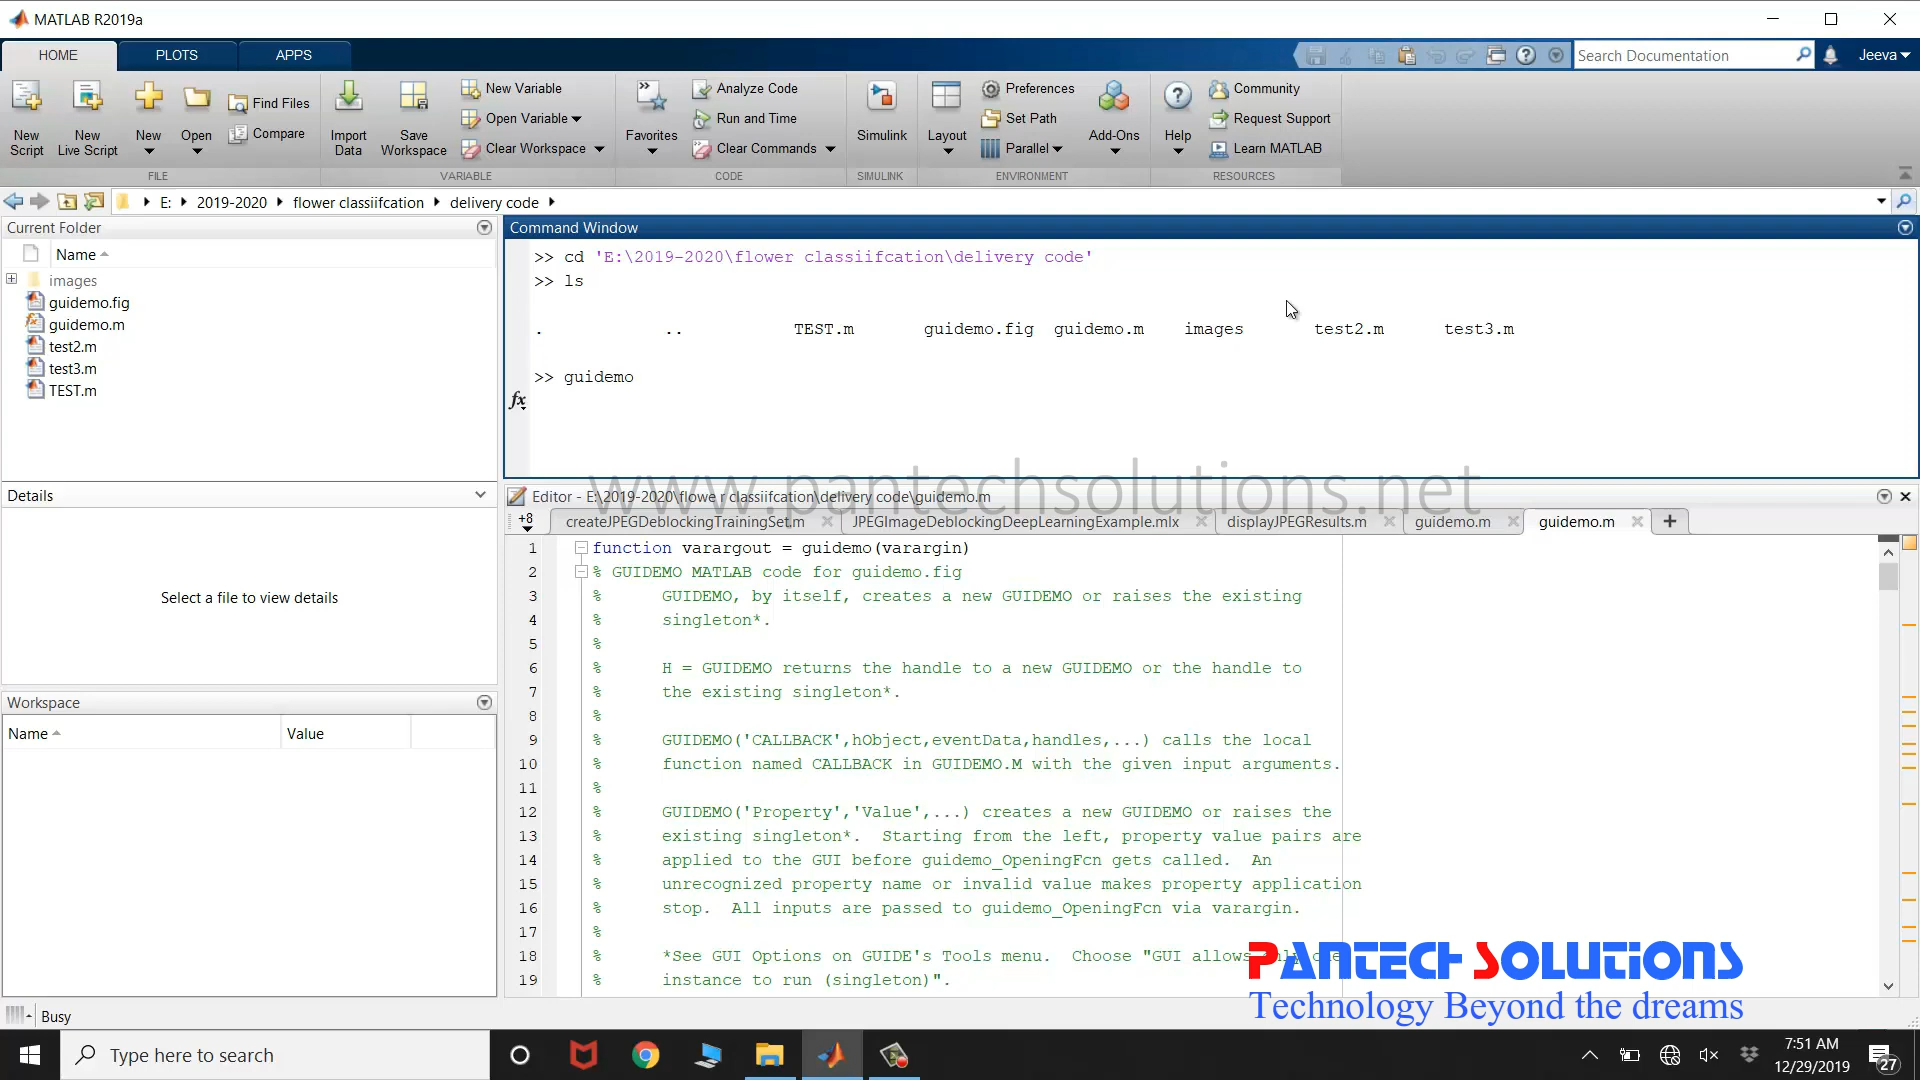 MATLAB R2019a
HOME PLOTS APPS
Search Documentation
Jeeva
New Script
New Live Script
New
Open
Find Files
Compare
Import Data
Save Workspace
New Variable
Open Variable
Clear Workspace
Favorites
Analyze Code
Run and Time
Clear Commands
Simulink
Layout
Preferences
Set Path
Parallel
Add-Ons
Help
Community
Request Support
Learn MATLAB
FILE VARIABLE CODE SIMULINK ENVIRONMENT RESOURCES
E: 2019-2020 flower classiifcation delivery code
Current Folder
Name
images
guidemo.fig
guidemo.m
test2.m
test3.m
TEST.m
Details
Select a file to view details
Workspace
Name Value
Command Window
>> cd 'E:\2019-2020\flower classiifcation\delivery code'
>> ls
. .. TEST.m guidemo.fig guidemo.m images test2.m test3.m
>> guidemo
fx
www.pantechsolutions.net
Editor - E:\2019-2020\flowe r classiifcation\delivery code\guidemo.m
+8 createJPEGDeblockingTrainingSet.m JPEGImageDeblockingDeepLearningExample.mlx displayJPEGResults.m guidemo.m guidemo.m
1 function varargout = guidemo(varargin)
2 % GUIDEMO MATLAB code for guidemo.fig
3 % GUIDEMO, by itself, creates a new GUIDEMO or raises the existing
4 % singleton*.
5 %
6 % H = GUIDEMO returns the handle to a new GUIDEMO or the handle to
7 % the existing singleton*.
8 %
9 % GUIDEMO('CALLBACK',hObject,eventData,handles,...) calls the local
10 % function named CALLBACK in GUIDEMO.M with the given input arguments.
11 %
12 % GUIDEMO('Property','Value',...) creates a new GUIDEMO or raises the
13 % existing singleton*. Starting from the left, property value pairs are
14 % applied to the GUI before guidemo_OpeningFcn gets called. An
15 % unrecognized property name or invalid value makes property application
16 % stop. All inputs are passed to guidemo_OpeningFcn via varargin.
17 %
18 % *See GUI Options on GUIDE's Tools menu. Choose "GUI allows
19 % instance to run (singleton)".
PANTECH SOLUTIONS
Technology Beyond the dreams
Busy
Type here to search
7:51 AM
12/29/2019
27